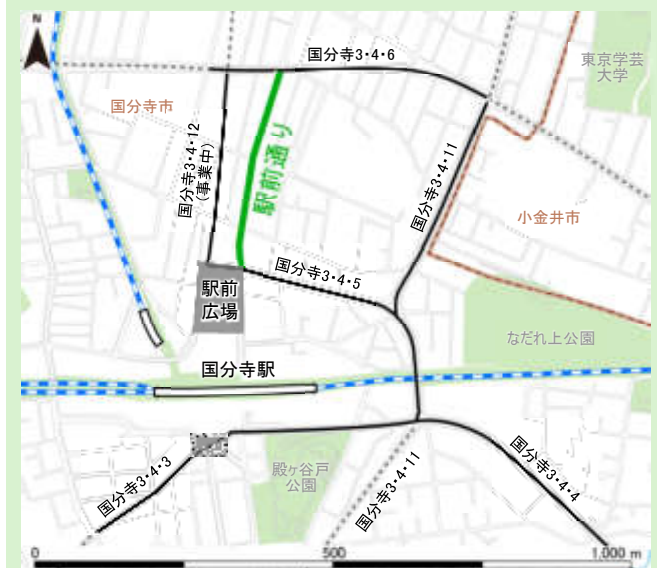 N
国分寺3・4・6
東京学芸
大学
国分寺市
国分寺3・4・12
(事業中)
駅前通り
国分寺3・4・11
小金井市
国分寺3・4・5
駅前
広場
なだれ上公園
国分寺駅
国分寺3・4・3
殿ヶ谷戸
公園
国分寺3・4・11
国分寺3・4・4
0
500
1,000 m